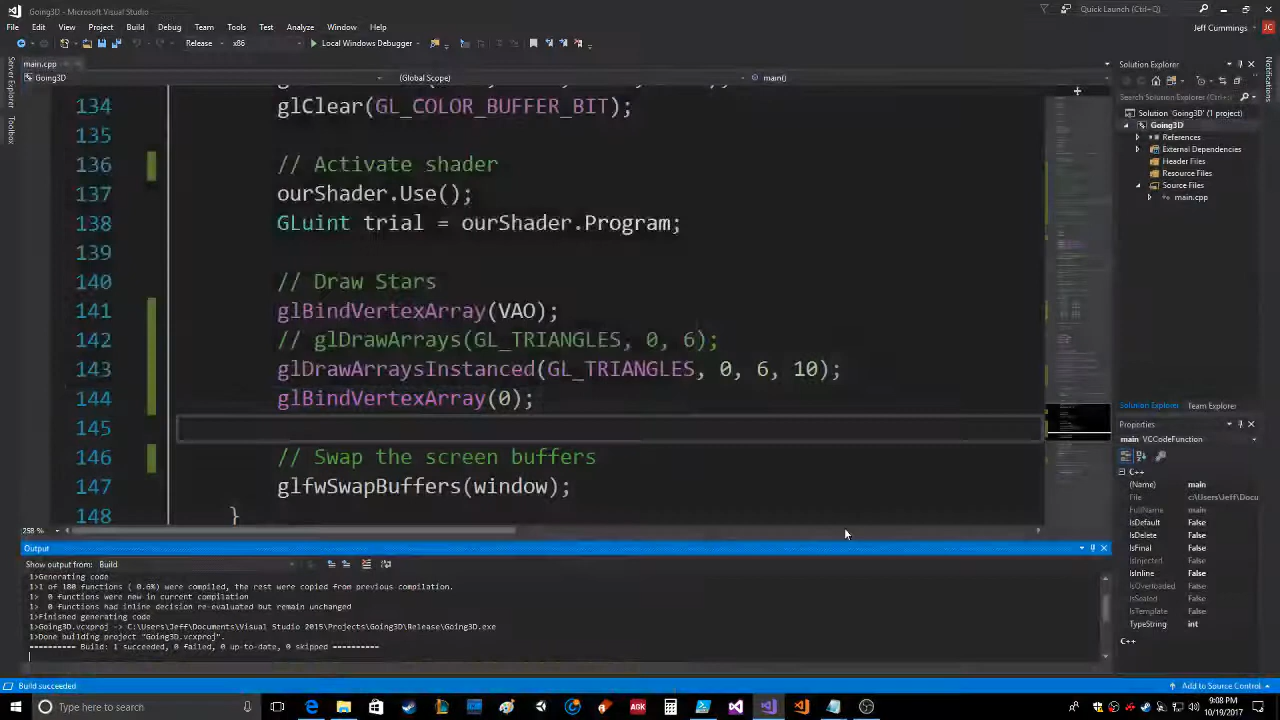 Going3D - Microsoft Visual Studio
Quick Launch (Ctrl+Q)
File Edit View Project Build Debug Team Tools Test Analyze Window Help
Jeff Cummings JC
Release x86 Local Windows Debugger
main.cpp
Going3D (Global Scope) main()
134 glClear(GL_COLOR_BUFFER_BIT);
135
136 // Activate shader
137 ourShader.Use();
138 GLuint trial = ourShader.Program;
139
140 // Draw Stars
141 glBindVertexArray(VAO);
142 // glDrawArrays(GL_TRIANGLES, 0, 6);
143 glDrawArraysInstanced(GL_TRIANGLES, 0, 6, 10);
144 glBindVertexArray(0);
145
146 // Swap the screen buffers
147 glfwSwapBuffers(window);
148 }
Server Explorer
Toolbox
Output
Show output from: Build
1>Generating code
1>1 of 180 functions ( 0.6%) were compiled, the rest were copied from previous compilation.
1> 0 functions were new in current compilation
1> 0 functions had inline decision re-evaluated but remain unchanged
1>Finished generating code
1>Going3D.vcxproj -> C:\Users\Jeff\Documents\Visual Studio 2015\Projects\Going3D\Release\Going3D.exe
1>Done building project "Going3D.vcxproj".
========== Build: 1 succeeded, 0 failed, 0 up-to-date, 0 skipped ==========
Solution Explorer
Search Solution Explorer (Ctrl+
Solution 'Going3D' (1 project)
Going3D
References
External Dependencies
Header Files
Resource Files
Source Files
main.cpp
Solution Explorer Team Explorer
Properties
main VCCodeFunction
C++
(Name) main
File c:\Users\Jeff\Docu
FullName main
IsDefault False
IsDelete False
IsFinal False
IsInjected False
IsInline False
IsOverloaded False
IsSealed False
IsTemplate False
TypeString int
C++
Notifications
Build succeeded
Add to Source Control
Type here to search
AGK
9:08 PM
10/19/2017